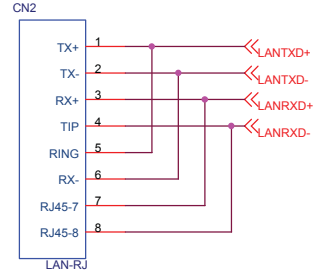 CN2
TX+ 1 LANTXD+
TX- 2 LANTXD-
RX+ 3 LANRXD+
TIP 4 LANRXD-
RING 5
RX- 6
RJ45-7 7
RJ45-8 8
LAN-RJ